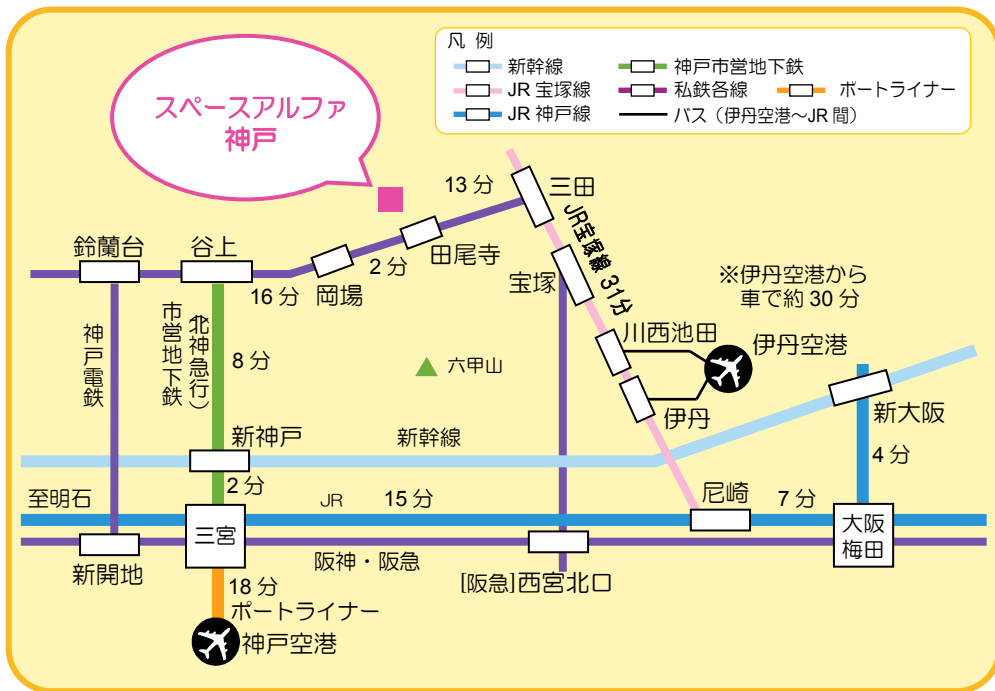 スペースアルファ
神戸
凡 例
新幹線
神戸市営地下鉄
JR 宝塚線
私鉄各線
ポートライナー
JR 神戸線
バス（伊丹空港～JR 間）
13 分
三田
鈴蘭台
谷上
田尾寺
2 分
岡場
16 分
JR宝塚線 31分
宝塚
※伊丹空港から
車で約 30 分
川西池田
伊丹空港
伊丹
神戸電鉄
市営地下鉄
（北神急行）
8 分
六甲山
新大阪
新神戸
新幹線
4 分
2 分
至明石
JR
15 分
尼崎
7 分
三宮
大阪
梅田
新開地
阪神・阪急
[阪急]西宮北口
18 分
ポートライナー
神戸空港